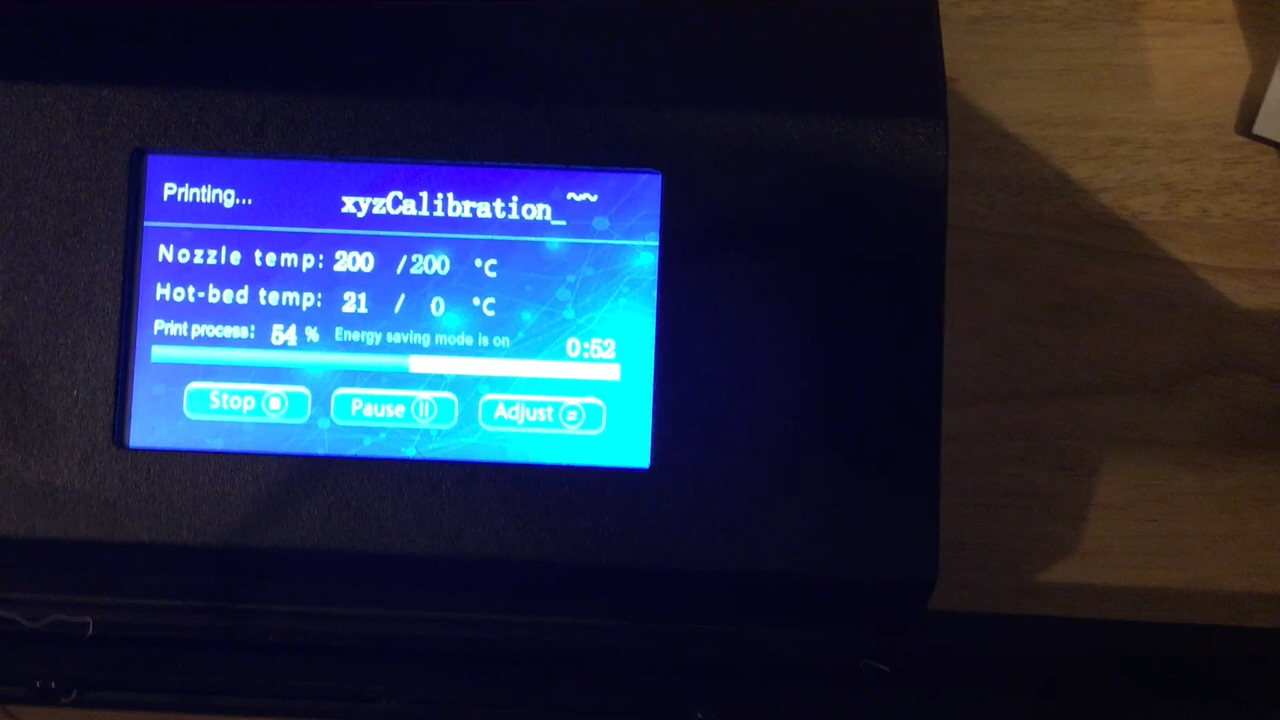 Printing... xyzCalibration_~~
Nozzle temp: 200 /200 °C
Hot-bed temp: 21 / 0 °C
Print process: 54 % Energy saving mode is on 0:52
Stop Pause Adjust